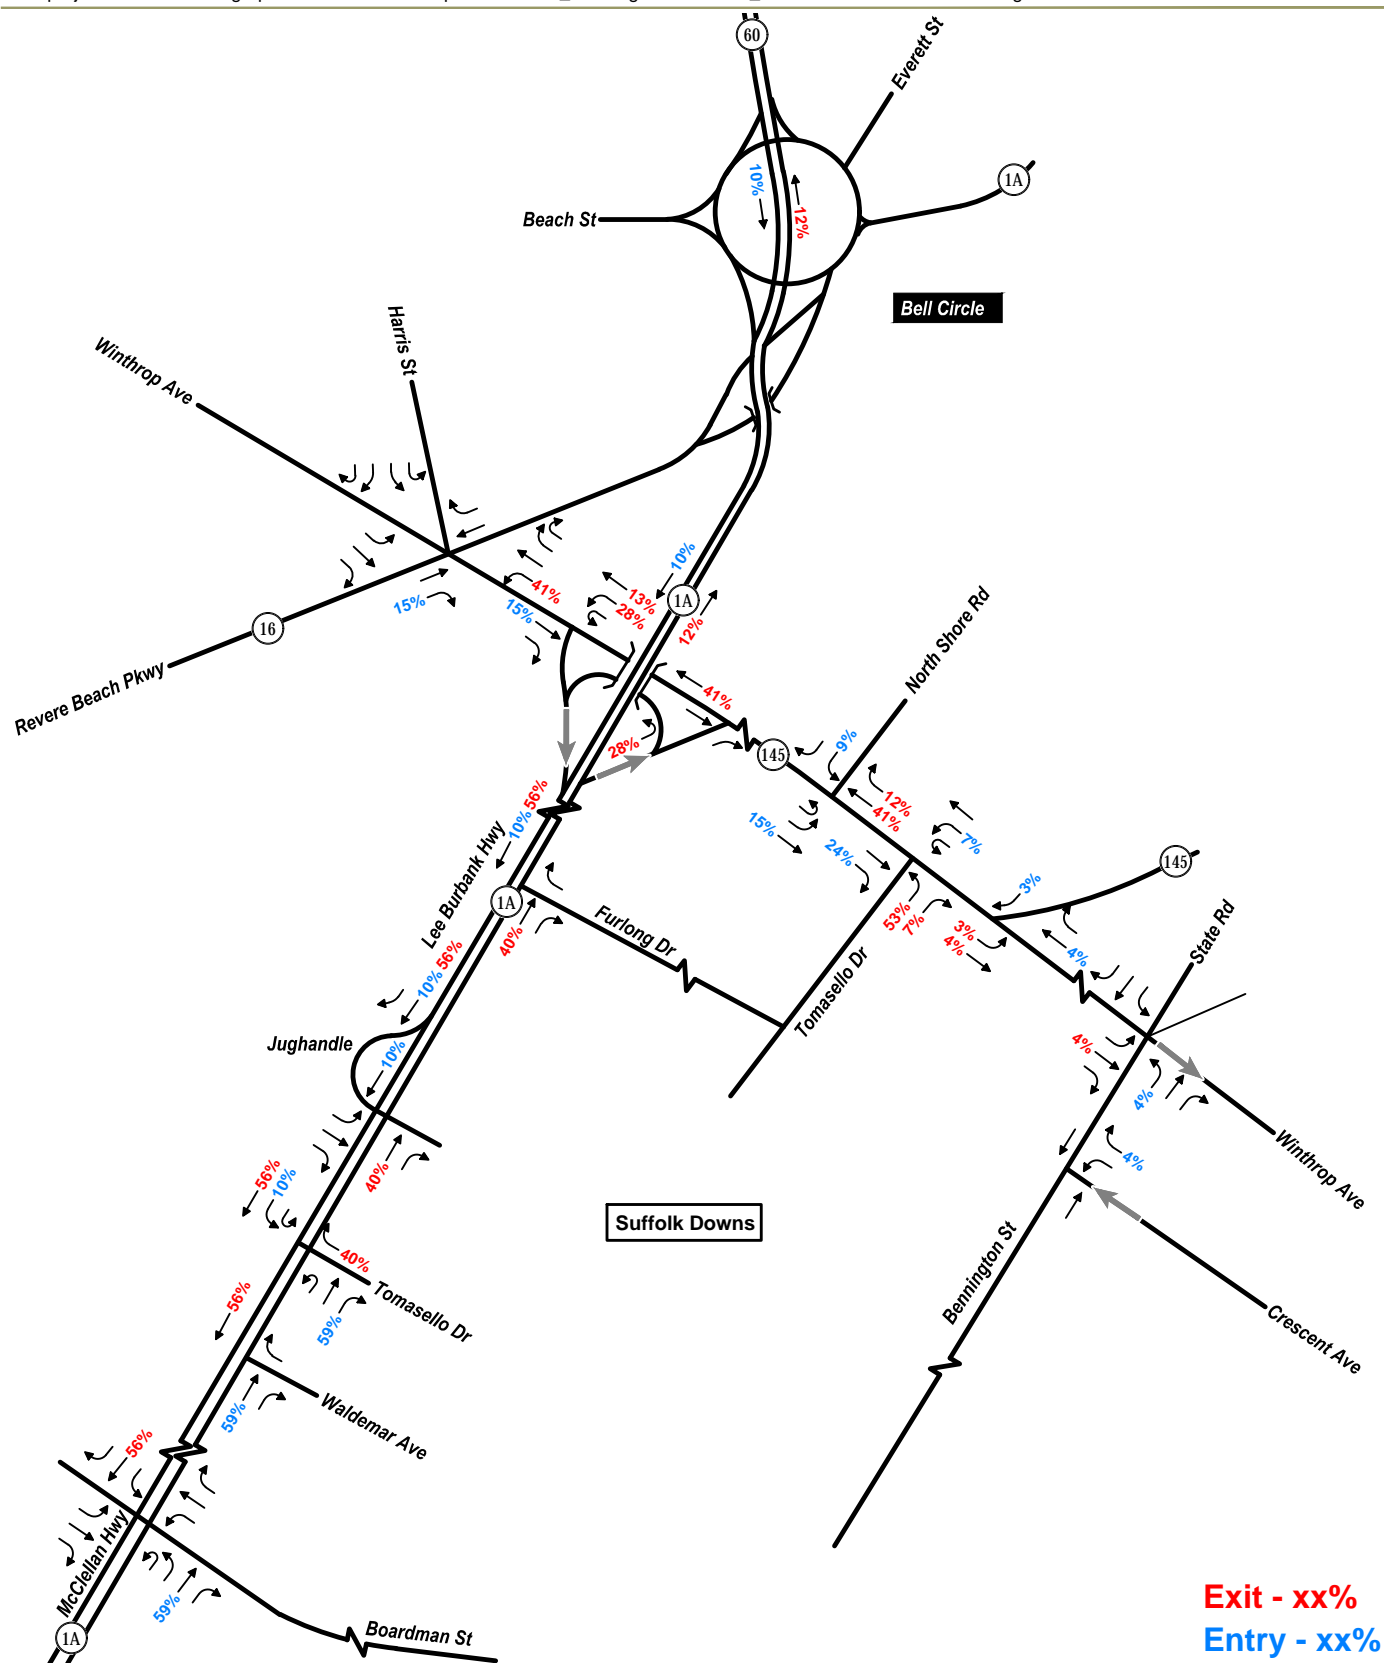 60
Everett St
1A
10%
12%
Beach St
Bell Circle
Harris St
Winthrop Ave
10%
41%
13%
28%
1A
12%
15%
15%
16
Revere Beach Pkwy
North Shore Rd
41%
28%
145
9%
12%
41%
15%
24%
7%
56%
10%
Lee Burbank Hwy
1A
40%
Furlong Dr
53%
7%
3%
145
3%
4%
4%
State Rd
Tomasello Dr
56%
10%
Jughandle
10%
4%
4%
4%
Winthrop Ave
40%
56%
10%
Suffolk Downs
40%
Tomasello Dr
56%
59%
Bennington St
Crescent Ave
Waldemar Ave
59%
56%
McClellan Hwy
59%
1A
Boardman St
Exit - xx%
Entry - xx%